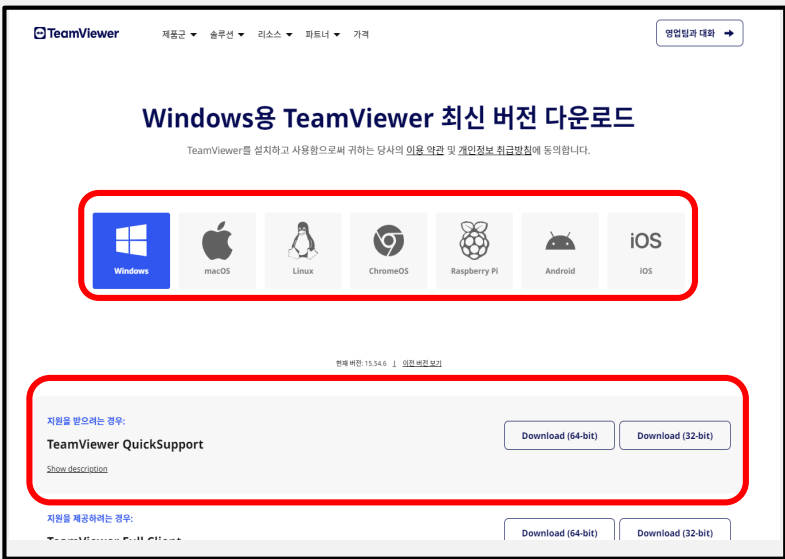 TeamViewer 제품군 솔루션 리소스 파트너 가격 영업팀과 대화
Windows용 TeamViewer 최신 버전 다운로드
TeamViewer를 설치하고 사용함으로써 귀하는 당사의 이용 약관 및 개인정보 취급방침에 동의합니다.
iOS
Windows macOS Linux ChromeOS Raspberry Pi Android iOS
현재 버전: 15.54.6 | 이전 버전 보기
지원을 받으려는 경우:
TeamViewer QuickSupport Download (64-bit) Download (32-bit)
Show description
지원을 제공하려는 경우:
TeamViewer Full Client Download (64-bit) Download (32-bit)